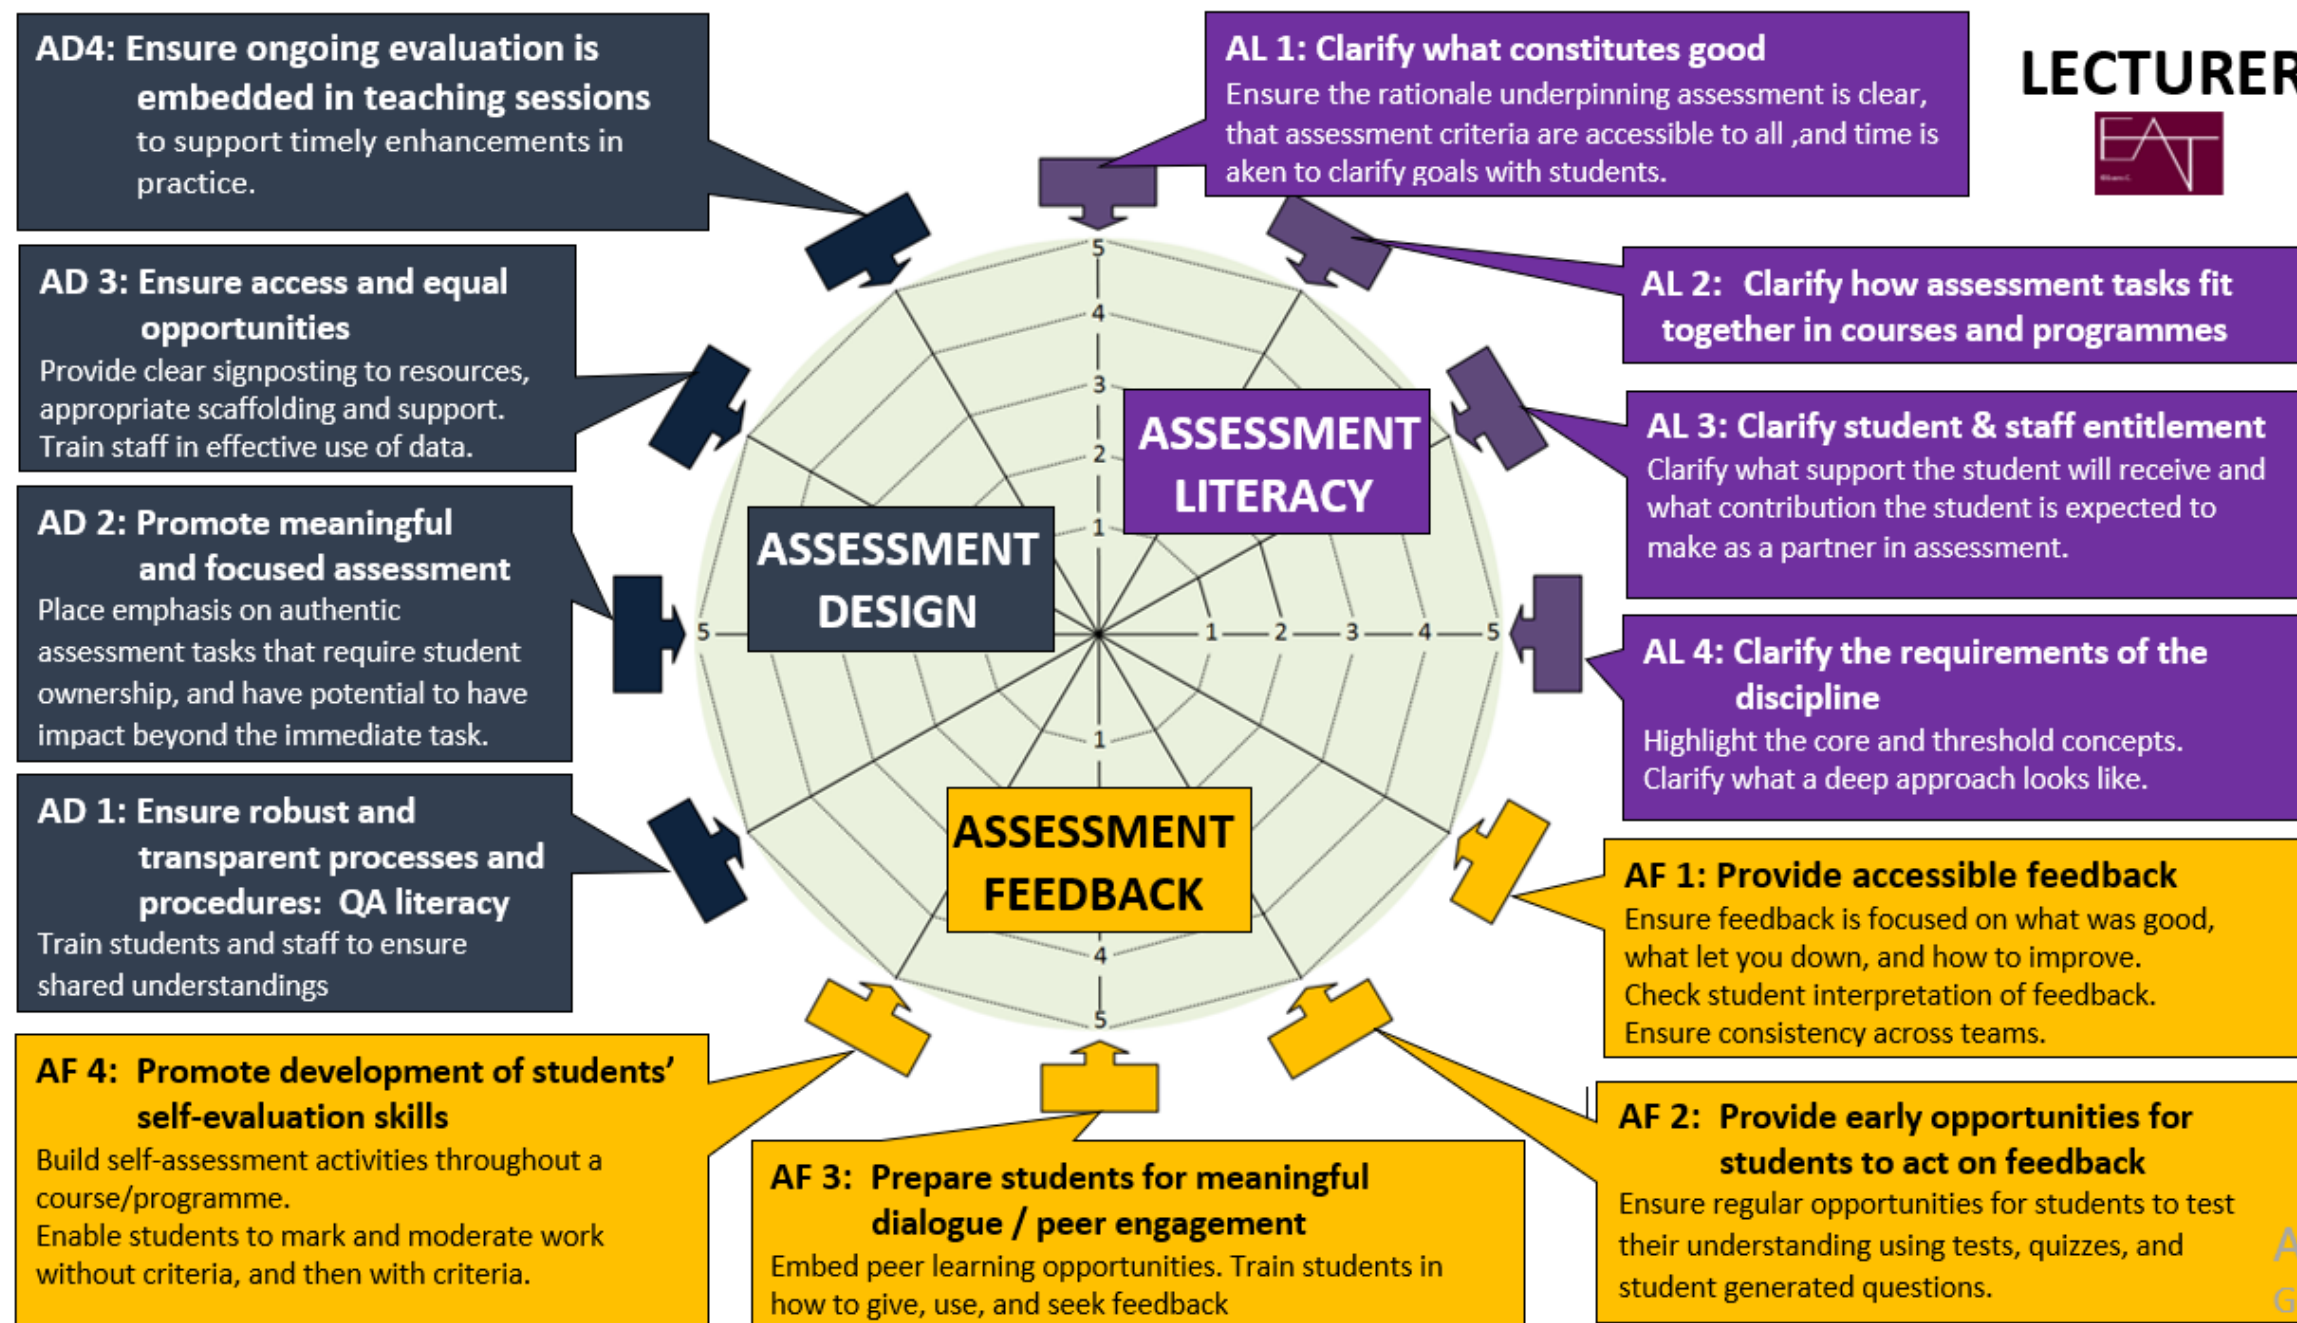 AD4: Ensure ongoing evaluation is
embedded in teaching sessions
to support timely enhancements in
practice.
AL 1: Clarify what constitutes good
Ensure the rationale underpinning assessment is clear,
that assessment criteria are accessible to all ,and time is
aken to clarify goals with students.
LECTURER
EAT
AD 3: Ensure access and equal
opportunities
Provide clear signposting to resources,
appropriate scaffolding and support.
Train staff in effective use of data.
AL 2: Clarify how assessment tasks fit
together in courses and programmes
AD 2: Promote meaningful
and focused assessment
Place emphasis on authentic
assessment tasks that require student
ownership, and have potential to have
impact beyond the immediate task.
AL 3: Clarify student & staff entitlement
Clarify what support the student will receive and
what contribution the student is expected to
make as a partner in assessment.
AD 1: Ensure robust and
transparent processes and
procedures: QA literacy
Train students and staff to ensure
shared understandings
AL 4: Clarify the requirements of the
discipline
Highlight the core and threshold concepts.
Clarify what a deep approach looks like.
5
4
3
2
1
ASSESSMENT
LITERACY
ASSESSMENT
DESIGN
5
1 2 3 4 5
1
ASSESSMENT
FEEDBACK
4
5
AF 1: Provide accessible feedback
Ensure feedback is focused on what was good,
what let you down, and how to improve.
Check student interpretation of feedback.
Ensure consistency across teams.
AF 4: Promote development of students’
self-evaluation skills
Build self-assessment activities throughout a
course/programme.
Enable students to mark and moderate work
without criteria, and then with criteria.
AF 3: Prepare students for meaningful
dialogue / peer engagement
Embed peer learning opportunities. Train students in
how to give, use, and seek feedback
AF 2: Provide early opportunities for
students to act on feedback
Ensure regular opportunities for students to test
their understanding using tests, quizzes, and
student generated questions.
A
G